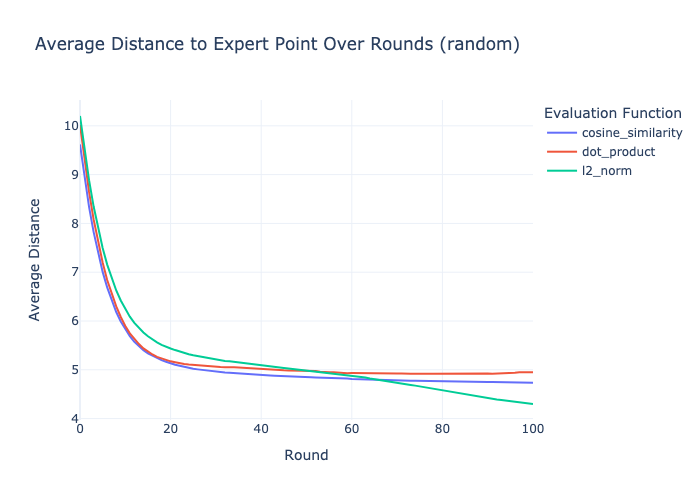 Average Distance to Expert Point Over Rounds (random)
Evaluation Function
cosine_similarity
dot_product
l2_norm
Average Distance
10
9
8
7
6
5
4
0 20 40 60 80 100
Round